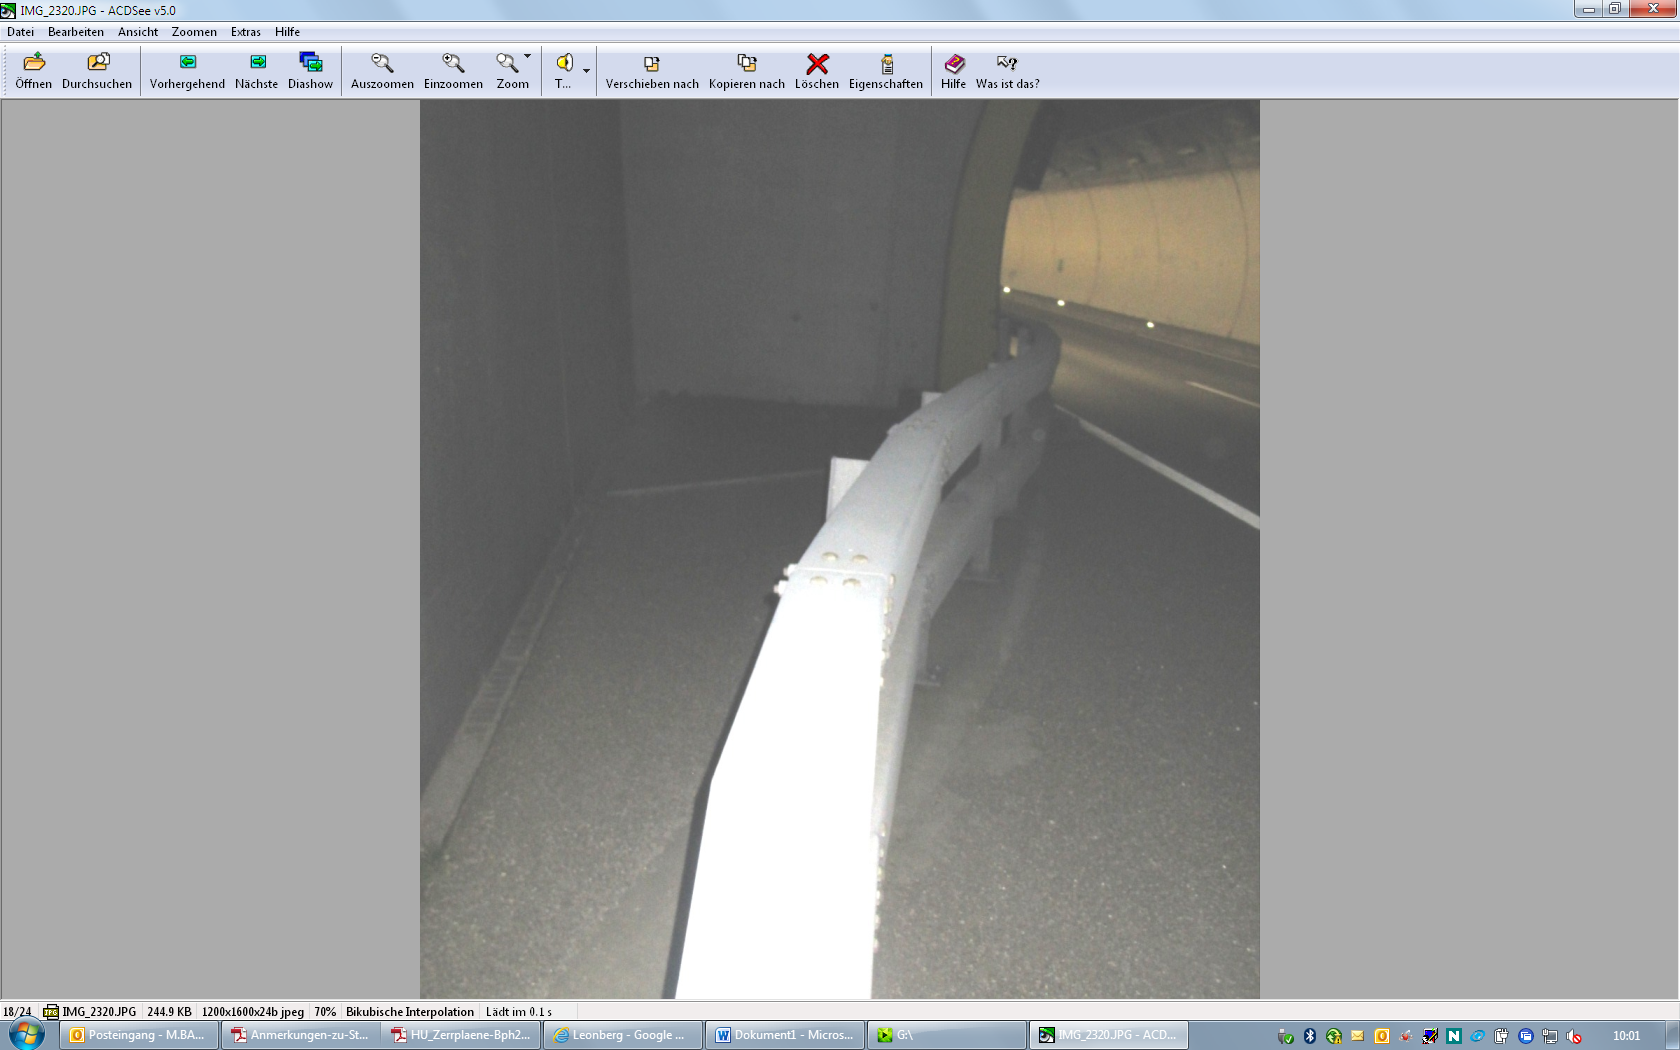 IMG_2320.JPG - ACDSee v5.0
Datei Bearbeiten Ansicht Zoomen Extras Hilfe
Öffnen Durchsuchen Vorhergehend Nächste Diashow Auszoomen Einzoomen Zoom T... Verschieben nach Kopieren nach Löschen Eigenschaften Hilfe Was ist das?
18/24 IMG_2320.JPG 244.9 KB 1200x1600x24b jpeg 70% Bikubische Interpolation Lädt im 0.1 s
Posteingang - M.BA... Anmerkungen-zu-St... HU_Zerrplaene-Bph2... Leonberg - Google ... Dokument1 - Micros... G:\ IMG_2320.JPG - ACD... 10:01